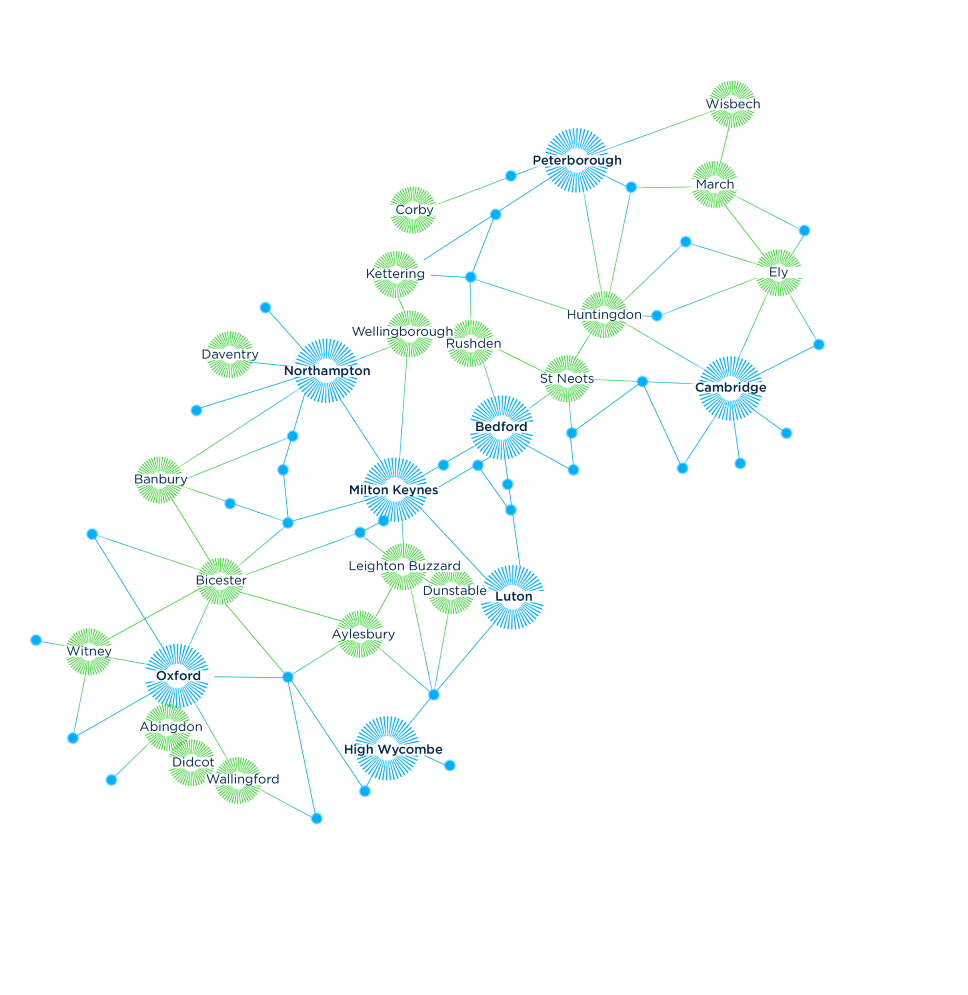 Wisbech
Peterborough
March
Corby
Ely
Kettering
Huntingdon
Wellingborough
Rushden
Daventry
Northampton
St Neots
Cambridge
Bedford
Banbury
Milton Keynes
Leighton Buzzard
Bicester
Dunstable
Luton
Aylesbury
Witney
Oxford
Abingdon
High Wycombe
Didcot
Wallingford